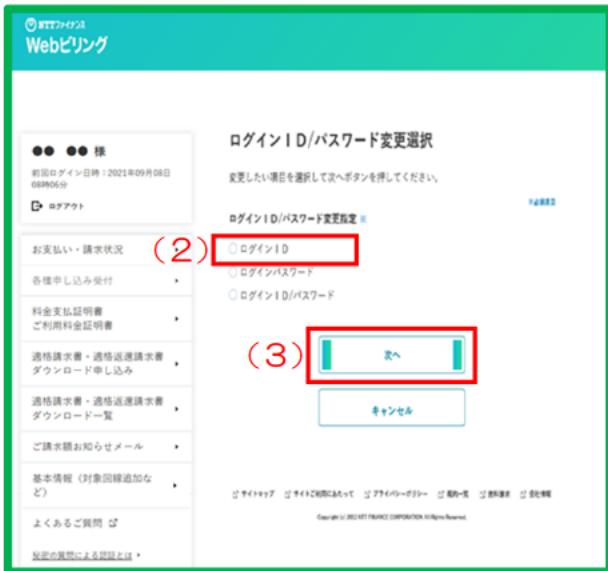 NTTファイナンス
Webビリング
●● ●● 様
前回ログイン日時：2021年09月08日
08時06分
ログアウト
お支払い・請求状況
各種申し込み受付
料金支払証明書
ご利用料金証明書
適格請求書・適格返還請求書
ダウンロード申し込み
適格請求書・適格返還請求書
ダウンロード一覧
ご請求額お知らせメール
基本情報（対象回線追加な
ど）
よくあるご質問
秘密の質問による認証とは
ログインID/パスワード変更選択
変更したい項目を選択して次へボタンを押してください。
※必須項目
ログインID/パスワード変更指定 ※
（2）
ログインID
ログインパスワード
ログインID/パスワード
（3）
次へ
キャンセル
サイトマップ サイトご利用にあたって プライバシーポリシー 規約一覧 資料請求 会社情報
Copyright (c) 2012 NTT FINANCE CORPORATION All Rights Reserved.